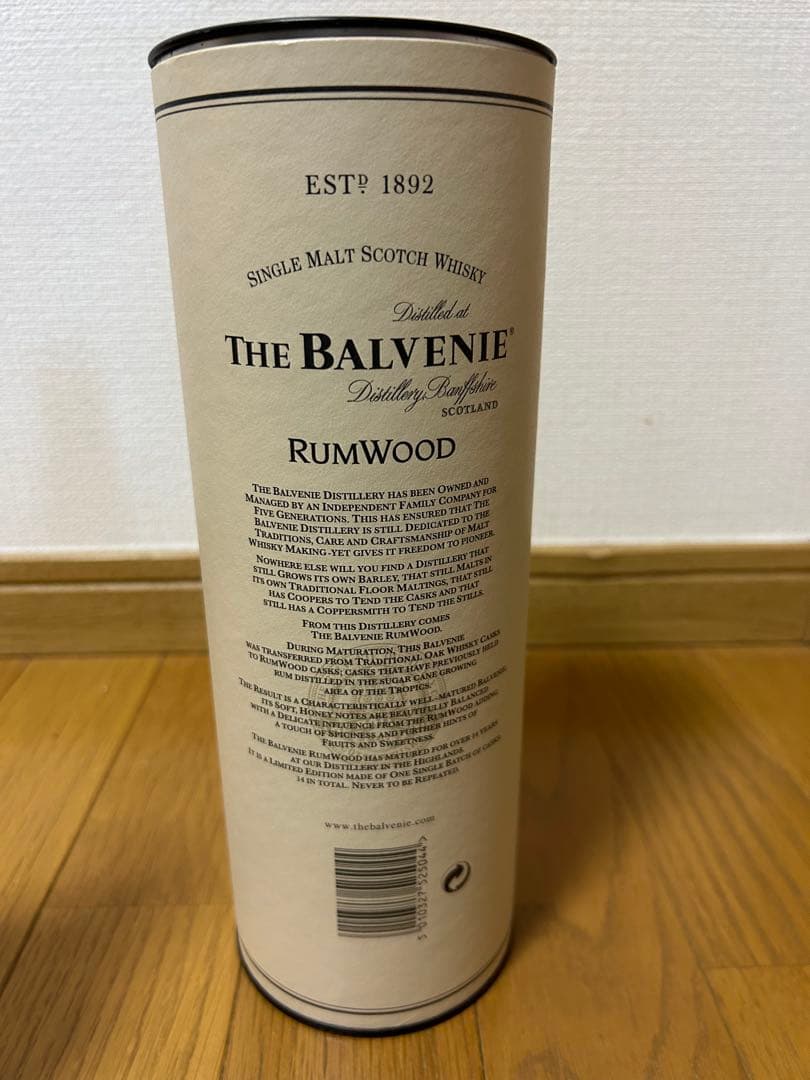 ESTD 1892
SINGLE MALT SCOTCH WHISKY
Distilled at
THE BALVENIE®
Distillery, Banffshire
SCOTLAND
RUMWOOD
THE BALVENIE DISTILLERY HAS BEEN OWNED AND
MANAGED BY AN INDEPENDENT FAMILY COMPANY FOR
FIVE GENERATIONS. THIS HAS ENSURED THAT THE
BALVENIE DISTILLERY IS STILL DEDICATED TO THE
TRADITIONS, CARE AND CRAFTSMANSHIP OF MALT
WHISKY MAKING-YET GIVES IT FREEDOM TO PIONEER.
NOWHERE ELSE WILL YOU FIND A DISTILLERY THAT
STILL GROWS ITS OWN BARLEY, THAT STILL MALTS IN
ITS OWN TRADITIONAL FLOOR MALTINGS, THAT STILL
HAS COOPERS TO TEND THE CASKS AND THAT
STILL HAS A COPPERSMITH TO TEND THE STILLS.
FROM THIS DISTILLERY COMES
THE BALVENIE RUMWOOD.
DURING MATURATION, THIS BALVENIE
WAS TRANSFERRED FROM TRADITIONAL OAK WHISKY CASKS
TO RUMWOOD CASKS; CASKS THAT HAVE PREVIOUSLY HELD
RUM DISTILLED IN THE SUGAR CANE GROWING
AREA OF THE TROPICS.
THE RESULT IS A CHARACTERISTICALLY WELL-MATURED BALVENIE.
ITS SOFT, HONEY NOTES ARE BEAUTIFULLY BALANCED
WITH A DELICATE INFLUENCE FROM THE RUMWOOD ADDING
A TOUCH OF SPICINESS AND FURTHER HINTS OF
FRUITS AND SWEETNESS.
THE BALVENIE RUMWOOD HAS MATURED FOR OVER 14 YEARS
AT OUR DISTILLERY IN THE HIGHLANDS.
IT IS A LIMITED EDITION MADE OF ONE SINGLE BATCH OF CASKS.
34 IN TOTAL. NEVER TO BE REPEATED.
www.thebalvenie.com
5 010327 525044 >